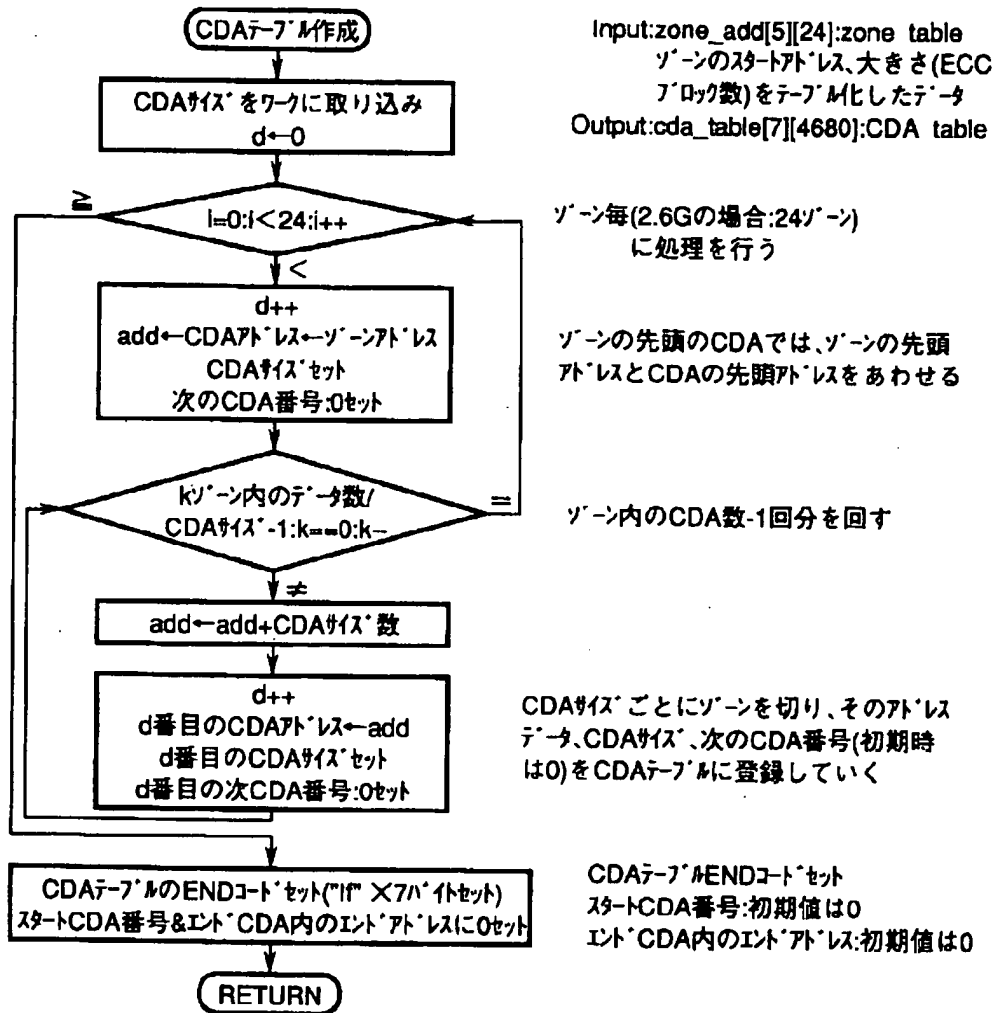 CDAテーブル作成
Input:zone_add[5][24]:zone table
ゾーンのスタートアドレス、大きさ(ECC
ブロック数)をテーブル化したデータ
Output:cda_table[7][4680]:CDA table
CDAサイズをワークに取り込み
d←0
≧
i=0:i<24:i++
ゾーン毎(2.6Gの場合:24ゾーン)
に処理を行う
<
d++
add←CDAアドレス←ゾーンアドレス
CDAサイズセット
次のCDA番号:0セット
ゾーンの先頭のCDAでは、ゾーンの先頭
アドレスとCDAの先頭アドレスをあわせる
kゾーン内のデータ数/
CDAサイズ-1:k==0:k--
=
ゾーン内のCDA数-1回分を回す
≠
add←add+CDAサイズ数
d++
d番目のCDAアドレス←add
d番目のCDAサイズセット
d番目の次CDA番号:0セット
CDAサイズごとにゾーンを切り、そのアドレス
データ、CDAサイズ、次のCDA番号(初期時
は0)をCDAテーブルに登録していく
CDAテーブルのENDコードセット("ff" ×7バイトセット)
スタートCDA番号&エンドCDA内のエンドアドレスに0セット
CDAテーブルENDコードセット
スタートCDA番号:初期値は0
エンドCDA内のエンドアドレス:初期値は0
RETURN